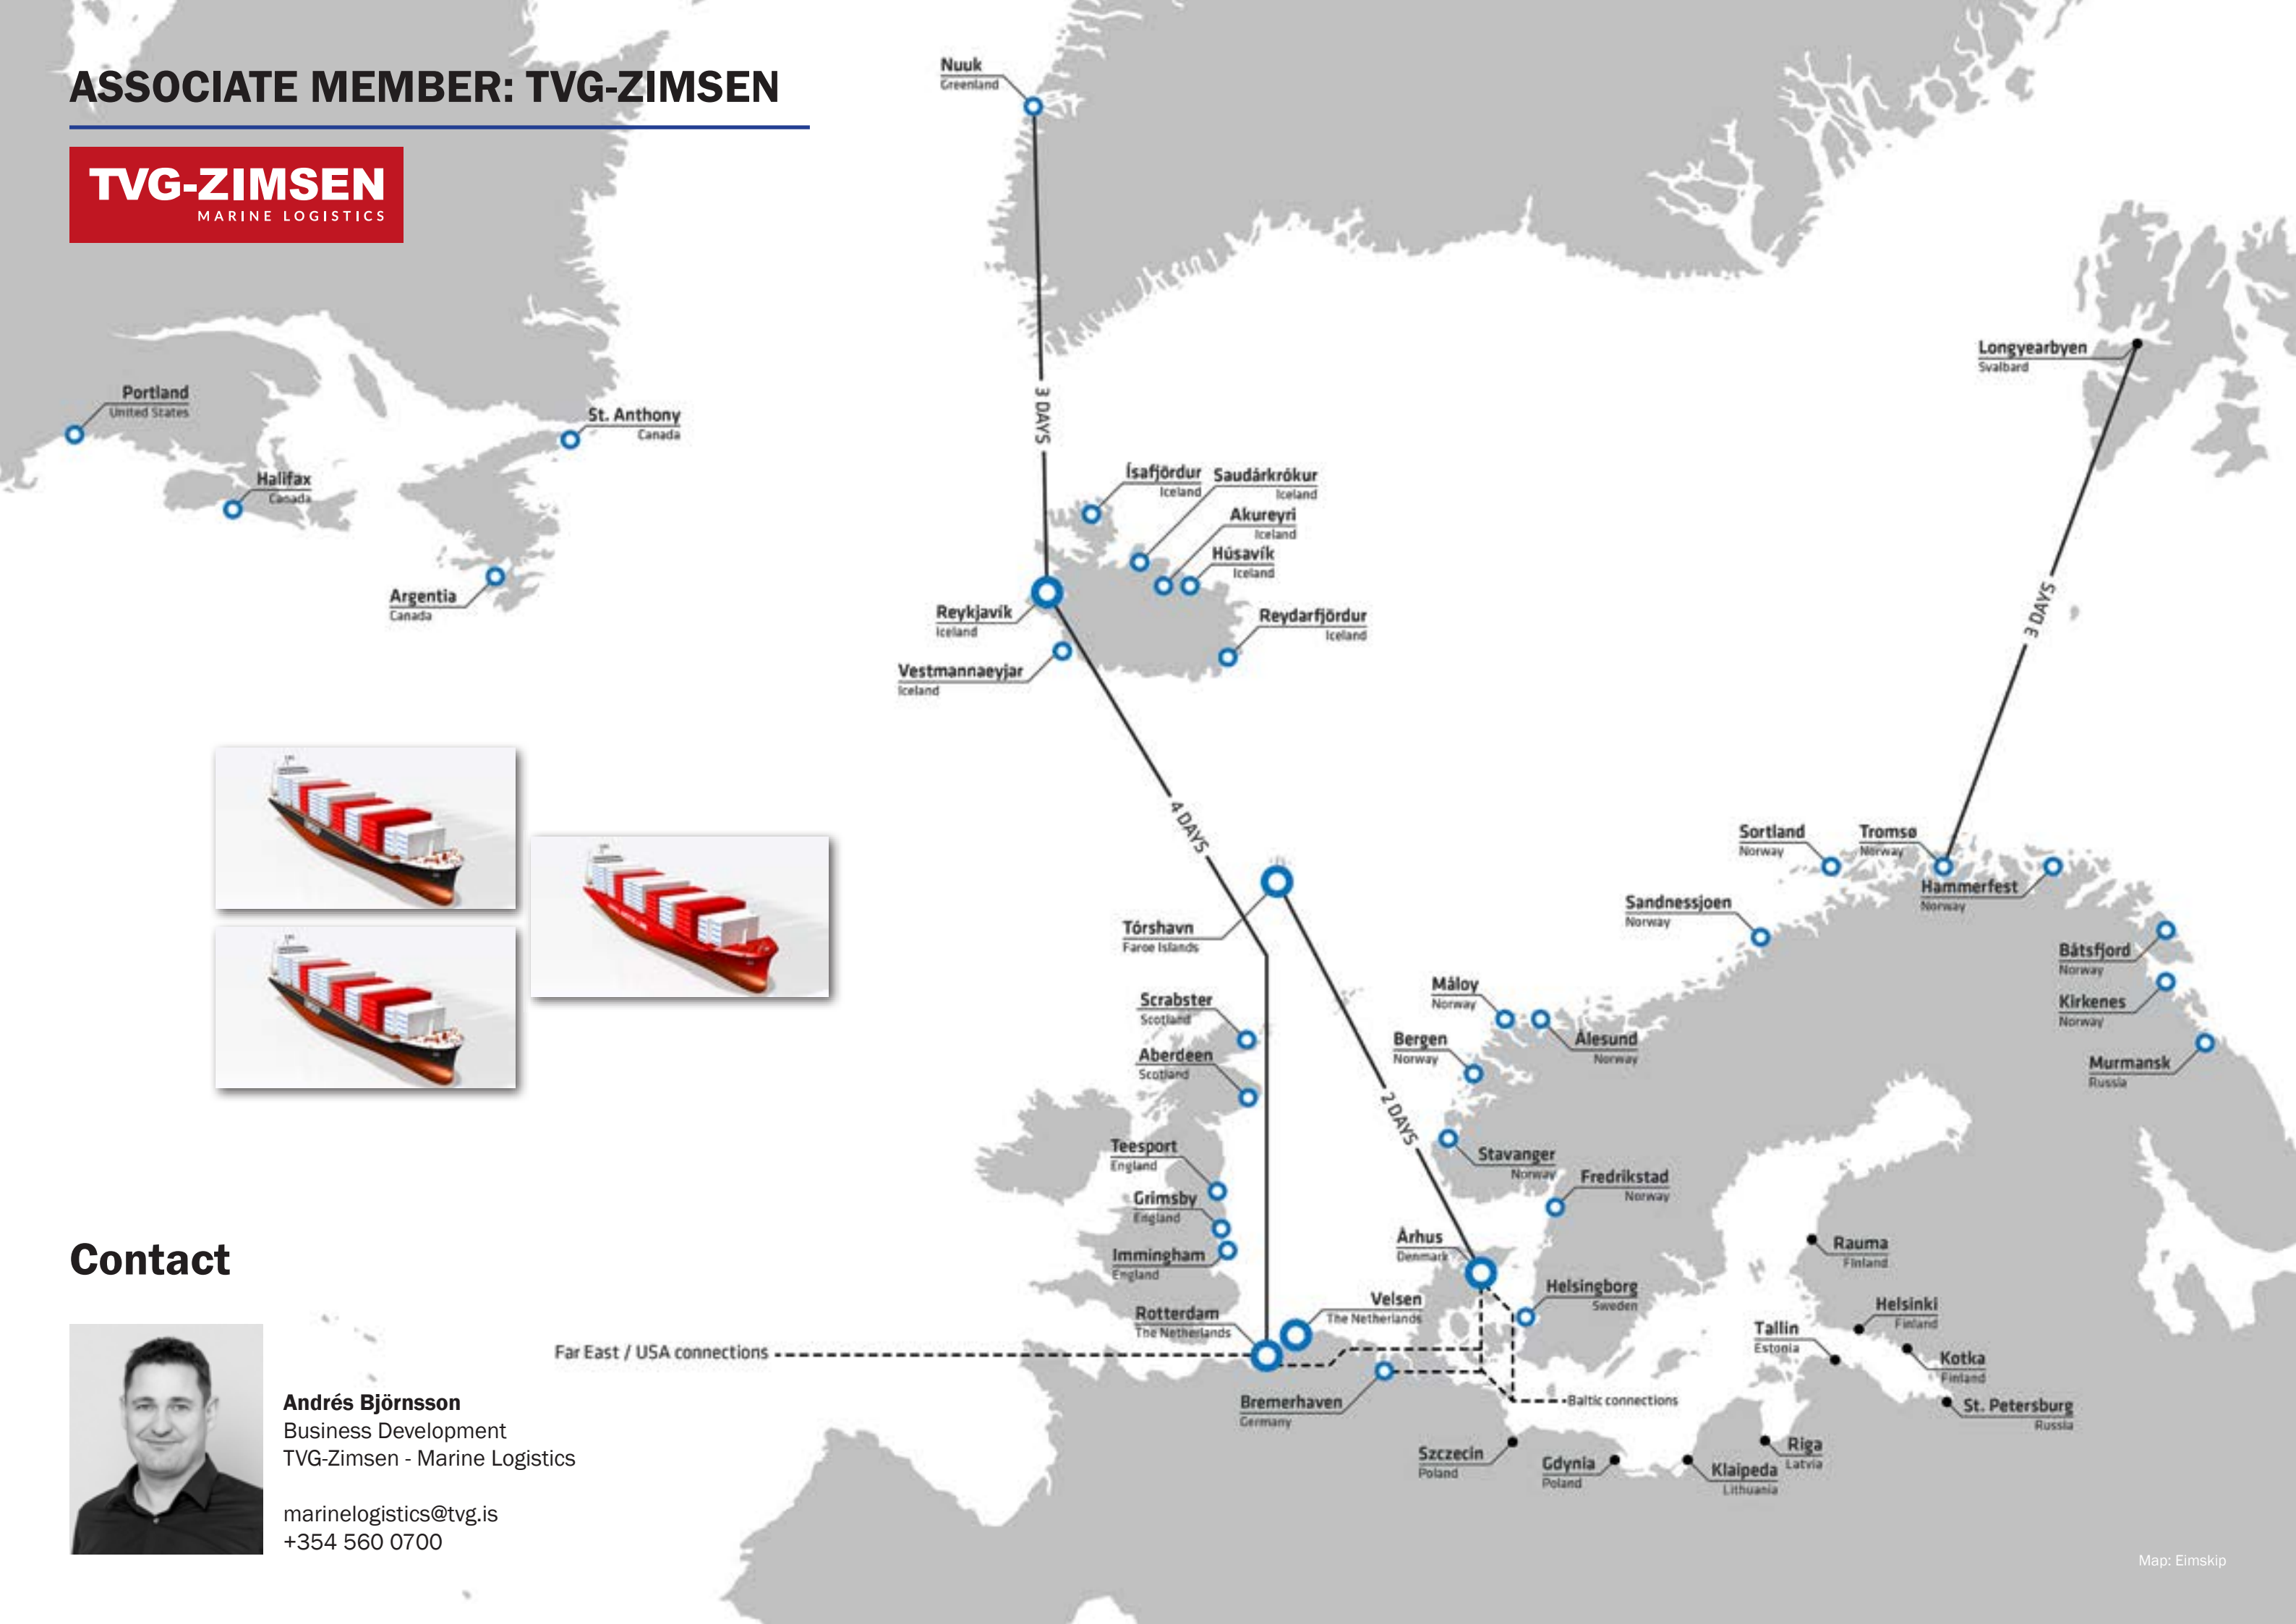 ASSOCIATE MEMBER: TVG-ZIMSEN
TVG-ZIMSEN
MARINE LOGISTICS
Nuuk
Greenland
Longyearbyen
Svalbard
Portland
United States
St. Anthony
Canada
Halifax
Canada
Argentia
Canada
3 DAYS
Ísafjördur
Iceland
Saudárkrókur
Iceland
Akureyri
Iceland
Húsavík
Iceland
Reykjavík
Iceland
Reydarfjördur
Iceland
Vestmannaeyjar
Iceland
3 DAYS
4 DAYS
Sortland
Norway
Tromsø
Norway
Hammerfest
Norway
Sandnessjoen
Norway
Tórshavn
Faroe Islands
Båtsfjord
Norway
Kirkenes
Norway
Murmansk
Russia
Måloy
Norway
Ålesund
Norway
Bergen
Norway
Scrabster
Scotland
Aberdeen
Scotland
2 DAYS
Stavanger
Norway
Fredrikstad
Norway
Teesport
England
Grimsby
England
Immingham
England
Århus
Denmark
Helsingborg
Sweden
Rauma
Finland
Helsinki
Finland
Tallin
Estonia
Kotka
Finland
St. Petersburg
Russia
Velsen
The Netherlands
Rotterdam
The Netherlands
Far East / USA connections
Bremerhaven
Germany
Baltic connections
Szczecin
Poland
Gdynia
Poland
Klaipeda
Lithuania
Riga
Latvia
Contact
Andrés Björnsson
Business Development
TVG-Zimsen - Marine Logistics
marinelogistics@tvg.is
+354 560 0700
Map: Eimskip